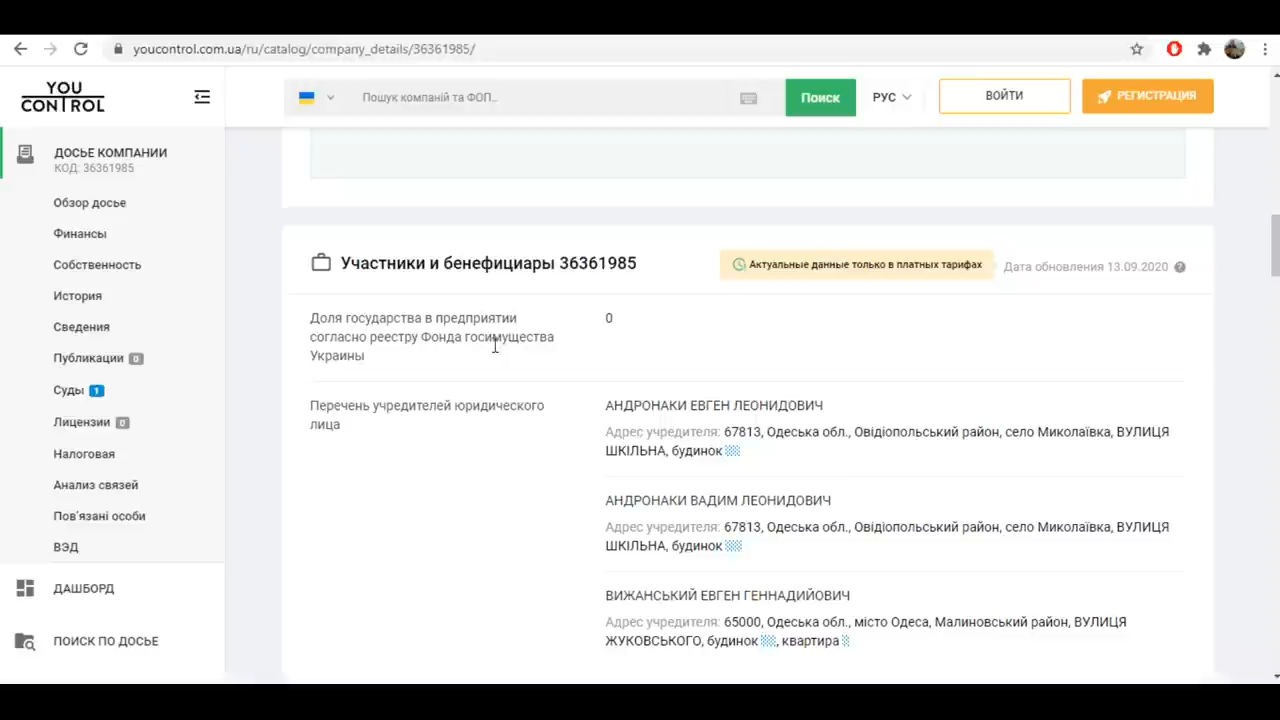 youcontrol.com.ua/ru/catalog/company_details/36361985/
YOU
CONTROL
Пошук компаній та ФОП..
Поиск
РУС
ВОЙТИ
РЕГИСТРАЦИЯ
ДОСЬЕ КОМПАНИИ
КОД: 36361985
Обзор досье
Финансы
Собственность
История
Сведения
Публикации 0
Суды 1
Лицензии 0
Налоговая
Анализ связей
Пов'язані особи
ВЭД
ДАШБОРД
ПОИСК ПО ДОСЬЕ
Участники и бенефициары 36361985
Актуальные данные только в платных тарифах
Дата обновления 13.09.2020 ?
Доля государства в предприятии
согласно реестру Фонда госимущества
Украины
0
Перечень учредителей юридического
лица
АНДРОНАКИ ЕВГЕН ЛЕОНИДОВИЧ
Адрес учредителя: 67813, Одеська обл., Овідіопольський район, село Миколаївка, ВУЛИЦЯ
ШКІЛЬНА, будинок
АНДРОНАКИ ВАДИМ ЛЕОНИДОВИЧ
Адрес учредителя: 67813, Одеська обл., Овідіопольський район, село Миколаївка, ВУЛИЦЯ
ШКІЛЬНА, будинок
ВИЖАНСЬКИЙ ЕВГЕН ГЕННАДИЙОВИЧ
Адрес учредителя: 65000, Одеська обл., місто Одеса, Малиновський район, ВУЛИЦЯ
ЖУКОВСЬКОГО, будинок , квартира